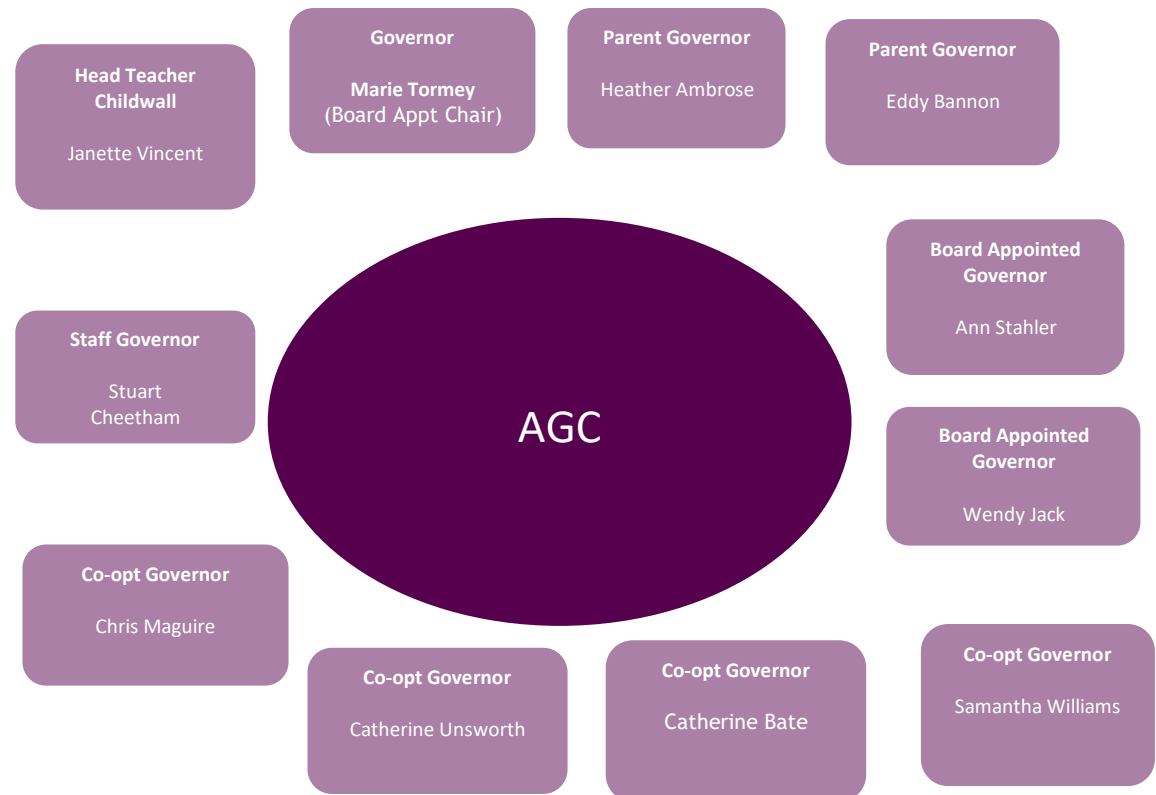 Head Teacher
Childwall
Janette Vincent
Governor
Marie Tormey
(Board Appt Chair)
Parent Governor
Heather Ambrose
Parent Governor
Eddy Bannon
Board Appointed
Governor
Ann Stahler
Staff Governor
Stuart
Cheetham
AGC
Board Appointed
Governor
Wendy Jack
Co-opt Governor
Chris Maguire
Co-opt Governor
Catherine Unsworth
Co-opt Governor
Catherine Bate
Co-opt Governor
Samantha Williams